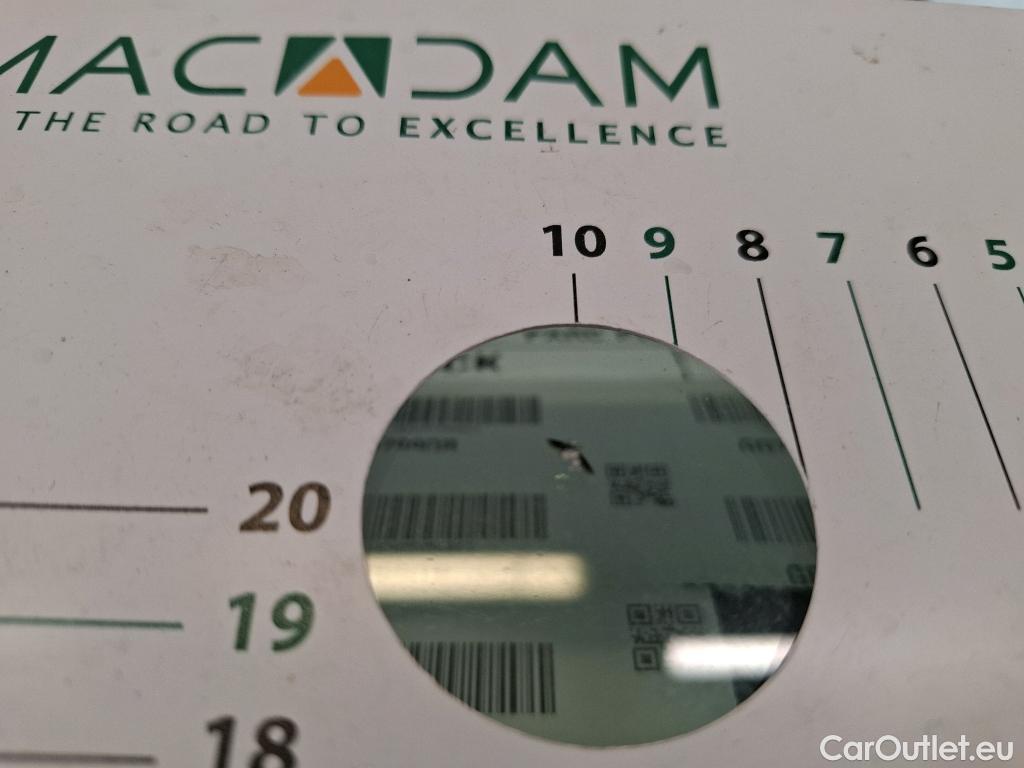 MACADAM
THE ROAD TO EXCELLENCE
10 9 8 7 6 5
20
19
18
CarOutlet.eu